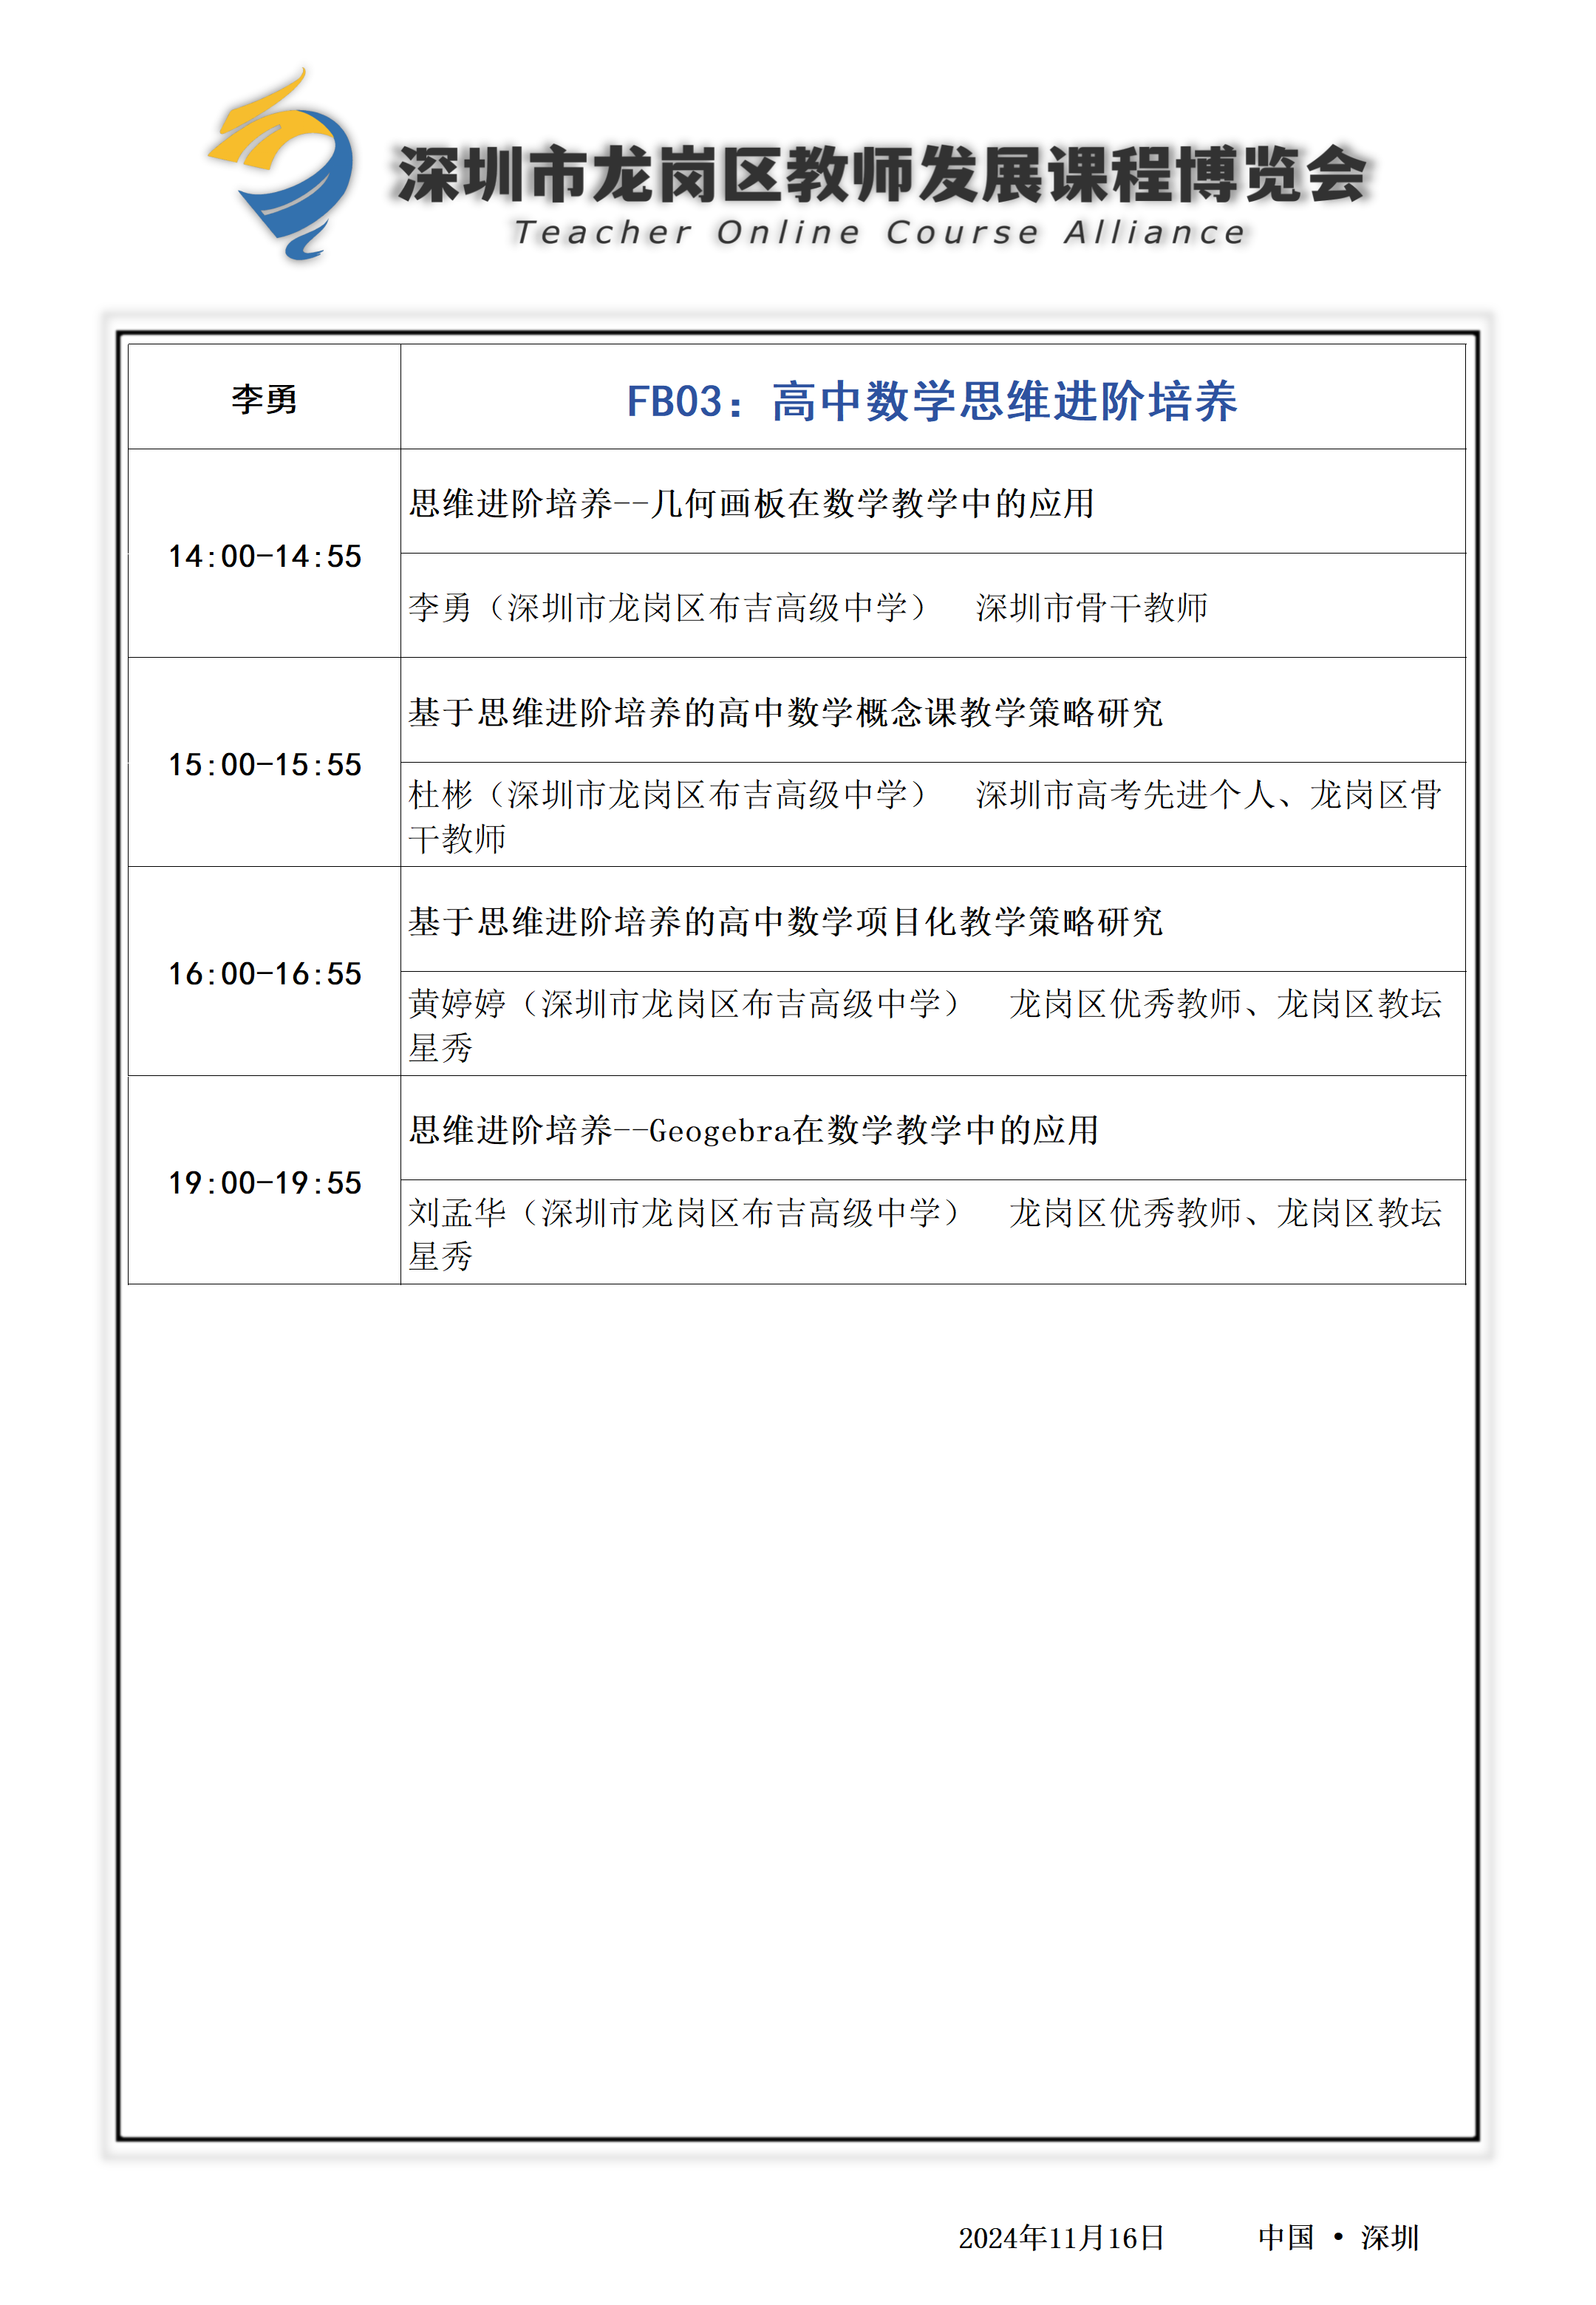 深圳市龙岗区教师发展课程博览会
Teacher Online Course Alliance
李勇
FB03：高中数学思维进阶培养
14:00-14:55
思维进阶培养--几何画板在数学教学中的应用
李勇（深圳市龙岗区布吉高级中学）　深圳市骨干教师
15:00-15:55
基于思维进阶培养的高中数学概念课教学策略研究
杜彬（深圳市龙岗区布吉高级中学）　深圳市高考先进个人、龙岗区骨
干教师
16:00-16:55
基于思维进阶培养的高中数学项目化教学策略研究
黄婷婷（深圳市龙岗区布吉高级中学）　龙岗区优秀教师、龙岗区教坛
星秀
19:00-19:55
思维进阶培养--Geogebra在数学教学中的应用
刘孟华（深圳市龙岗区布吉高级中学）　龙岗区优秀教师、龙岗区教坛
星秀
2024年11月16日　　　中国 • 深圳